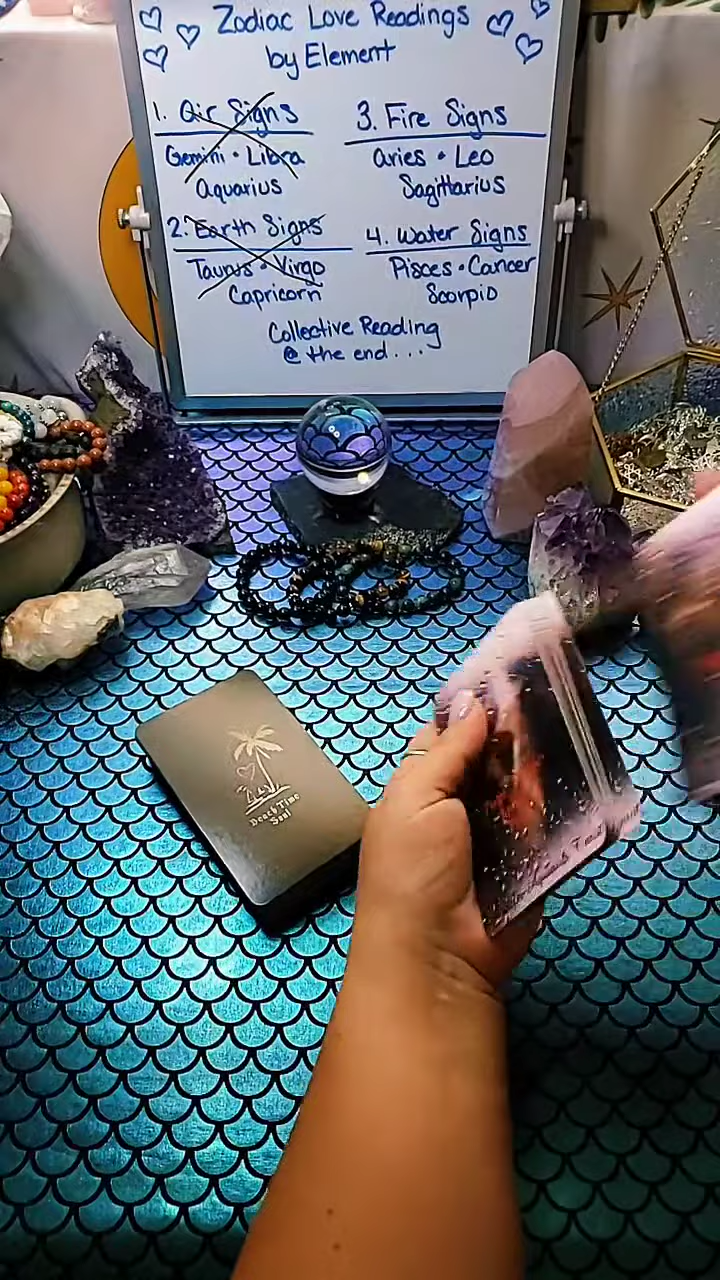 Zodiac Love Readings
by Element
1. Air Signs
Gemini • Libra
Aquarius
2. Earth Signs
Taurus • Virgo
Capricorn
3. Fire Signs
Aries • Leo
Sagittarius
4. Water Signs
Pisces • Cancer
Scorpio
Collective Reading
@ the end...
Beach Time
Soul